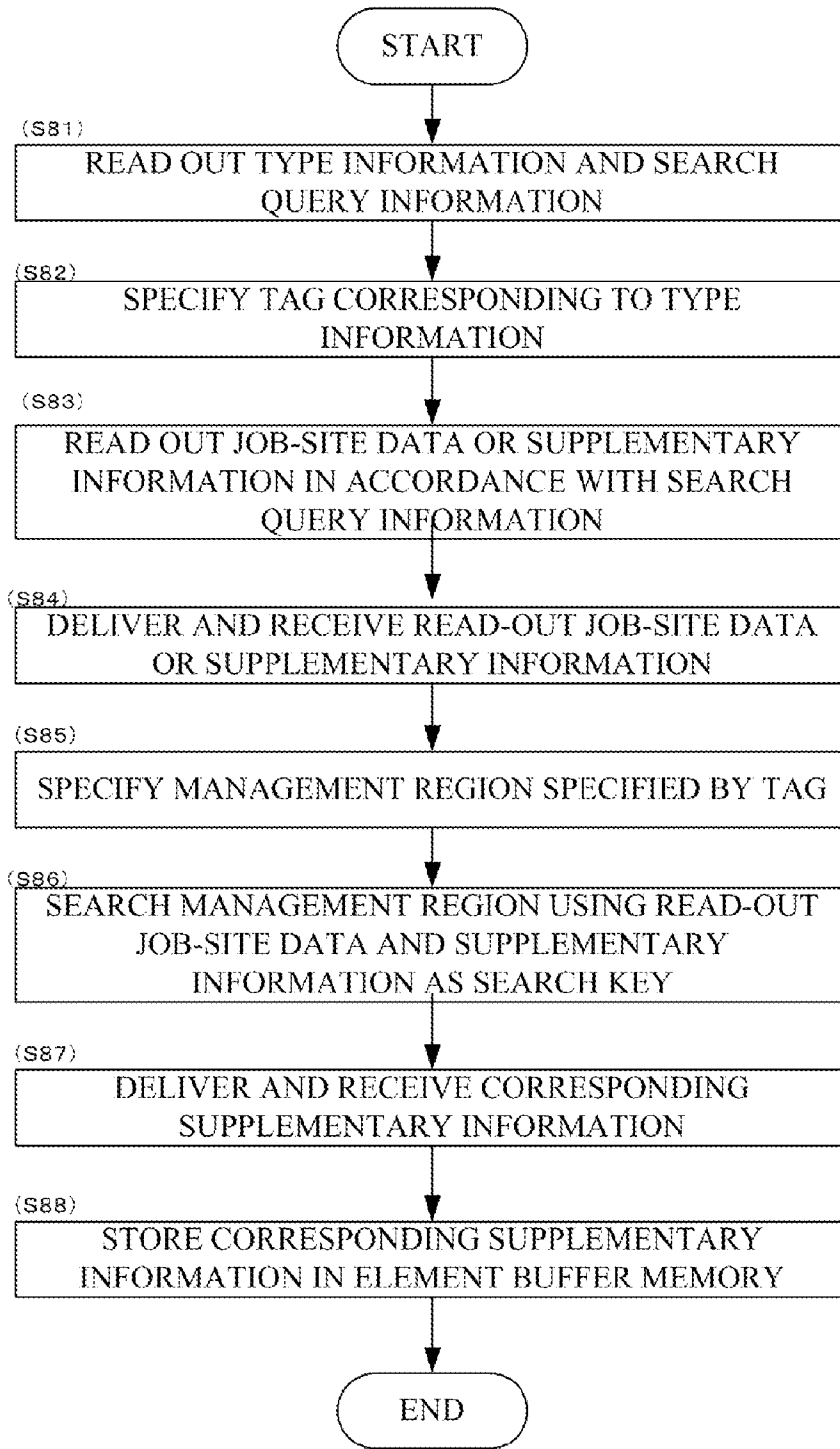 START
(S81)
READ OUT TYPE INFORMATION AND SEARCH
QUERY INFORMATION
(S82)
SPECIFY TAG CORRESPONDING TO TYPE
INFORMATION
(S83)
READ OUT JOB-SITE DATA OR SUPPLEMENTARY
INFORMATION IN ACCORDANCE WITH SEARCH
QUERY INFORMATION
(S84)
DELIVER AND RECEIVE READ-OUT JOB-SITE DATA
OR SUPPLEMENTARY INFORMATION
(S85)
SPECIFY MANAGEMENT REGION SPECIFIED BY TAG
(S86)
SEARCH MANAGEMENT REGION USING READ-OUT
JOB-SITE DATA AND SUPPLEMENTARY
INFORMATION AS SEARCH KEY
(S87)
DELIVER AND RECEIVE CORRESPONDING
SUPPLEMENTARY INFORMATION
(S88)
STORE CORRESPONDING SUPPLEMENTARY
INFORMATION IN ELEMENT BUFFER MEMORY
END